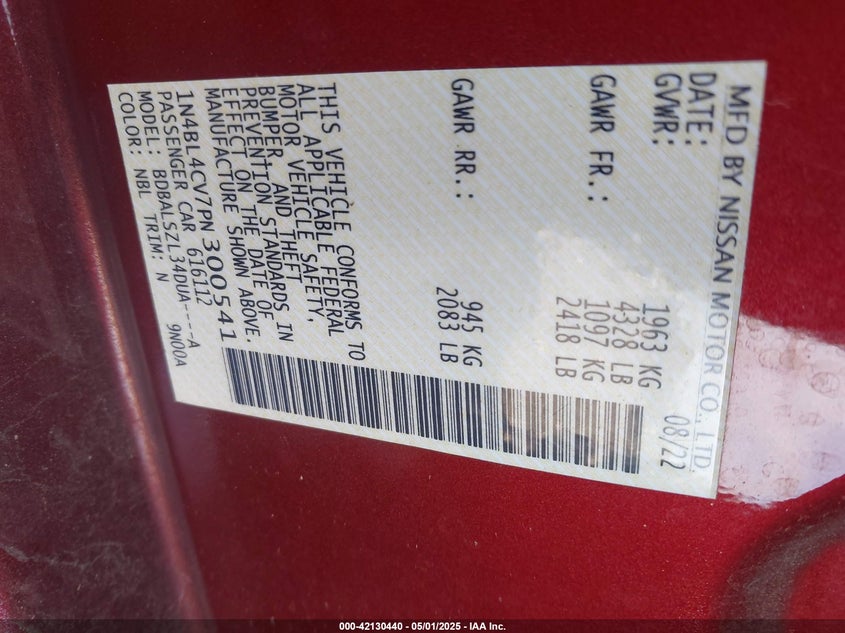 MFD BY NISSAN MOTOR CO., LTD.
DATE: 08/22
GVWR: 1963 KG
4328 LB
GAWR FR.: 1097 KG
2418 LB
GAWR RR.: 945 KG
2083 LB
THIS VEHICLE CONFORMS TO
ALL APPLICABLE FEDERAL
MOTOR VEHICLE SAFETY,
BUMPER, AND THEFT
PREVENTION STANDARDS IN
EFFECT ON THE DATE OF
MANUFACTURE SHOWN ABOVE.
1N4BL4CV7PN300541
PASSENGER CAR 616112
MODEL: BDBALSZL34DUA----A
COLOR: NBL TRIM: N 9N00A
000-42130440 - 05/01/2025 - IAA Inc.